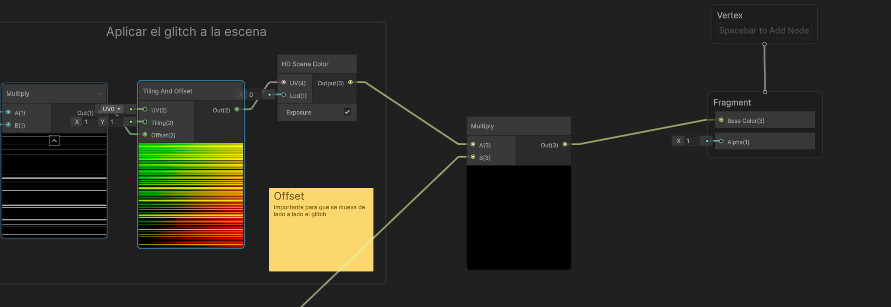 Aplicar el glitch a la escena
Multiply
A(1)
B(1)
Out(1)
X 1 Y 1
UV0
Tiling And Offset
UV(2)
Tiling(2)
Offset(2)
Out(2)
HD Scene Color
X 0
UV(4)
Lod(1)
Output(3)
Exposure
Offset
Importante para que se mueva de
lado a lado el glitch
Multiply
A(3)
B(3)
Out(3)
Vertex
Spacebar to Add Node
Fragment
Base Color(3)
X 1
Alpha(1)